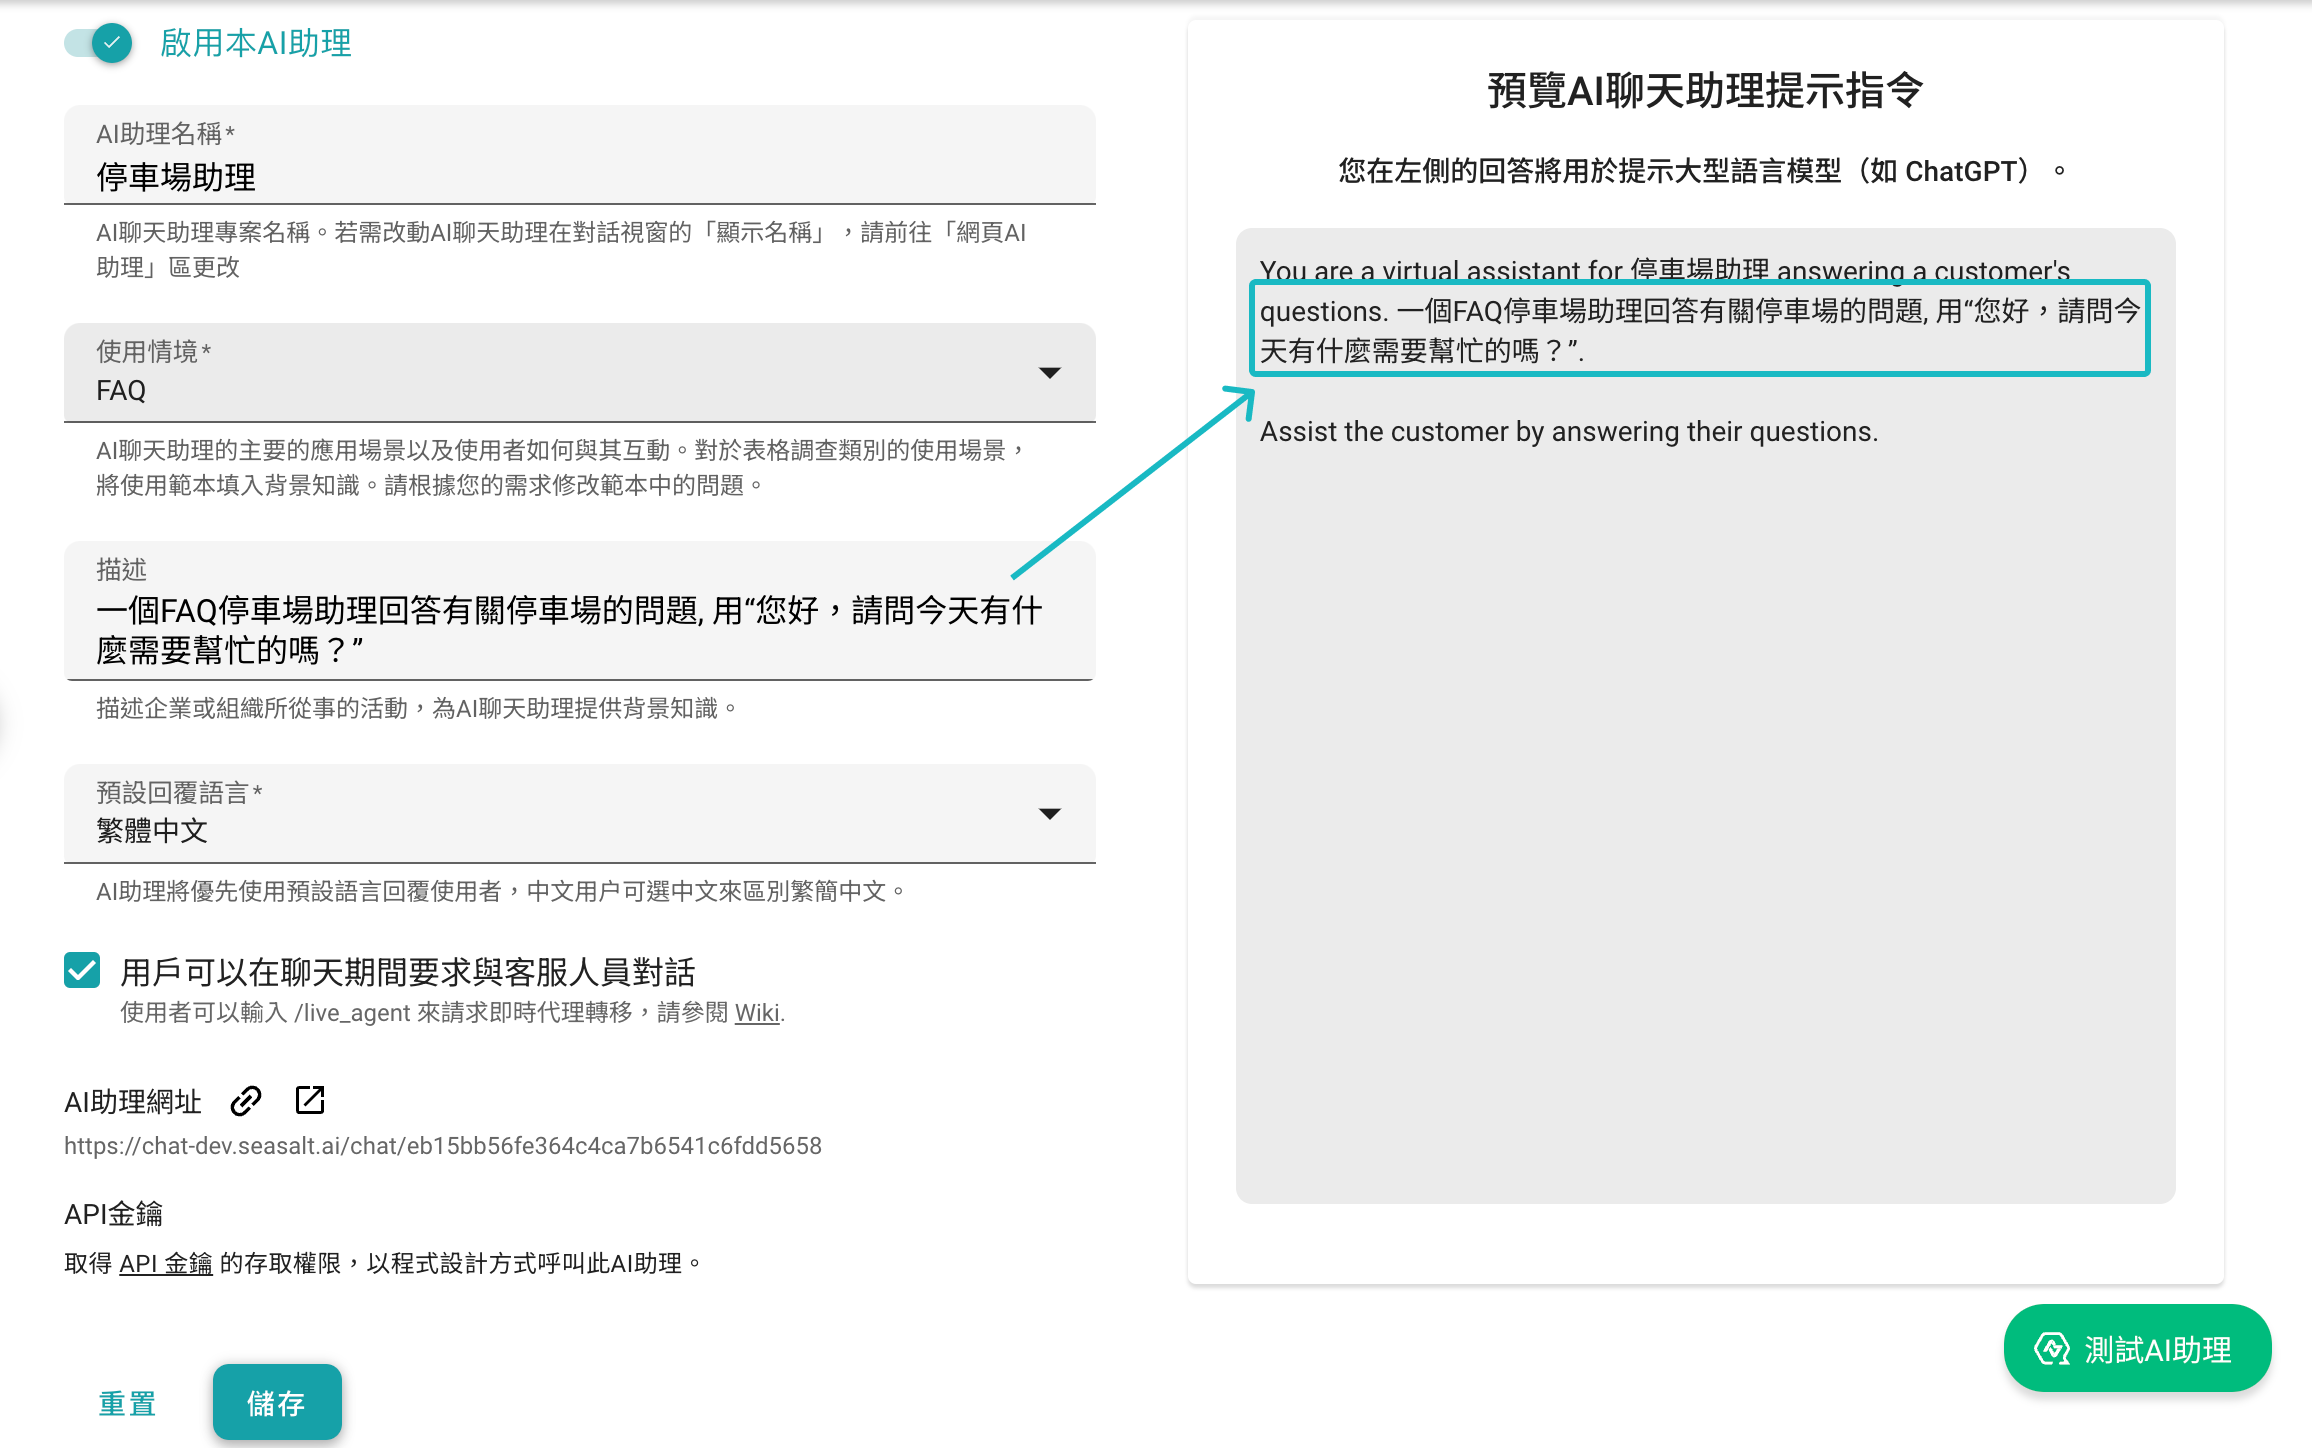 啟用本AI助理
AI助理名稱*
停車場助理
AI聊天助理專案名稱。若需改動AI聊天助理在對話視窗的「顯示名稱」，請前往「網頁AI
助理」區更改
使用情境*
FAQ
AI聊天助理的主要的應用場景以及使用者如何與其互動。對於表格調查類別的使用場景，
將使用範本填入背景知識。請根據您的需求修改範本中的問題。
描述
一個FAQ停車場助理回答有關停車場的問題, 用“您好，請問今天有什
麼需要幫忙的嗎？”
描述企業或組織所從事的活動，為AI聊天助理提供背景知識。
預設回覆語言*
繁體中文
AI助理將優先使用預設語言回覆使用者，中文用户可選中文來區別繁簡中文。
用戶可以在聊天期間要求與客服人員對話
使用者可以輸入 /live_agent 來請求即時代理轉移，請參閱 Wiki.
AI助理網址
https://chat-dev.seasalt.ai/chat/eb15bb56fe364c4ca7b6541c6fdd5658
API金鑰
取得 API 金鑰 的存取權限，以程式設計方式呼叫此AI助理。
重置
儲存
預覽AI聊天助理提示指令
您在左側的回答將用於提示大型語言模型（如 ChatGPT）。
You are a virtual assistant for 停車場助理 answering a customer's
questions. 一個FAQ停車場助理回答有關停車場的問題, 用“您好，請問今
天有什麼需要幫忙的嗎？”.
Assist the customer by answering their questions.
測試AI助理